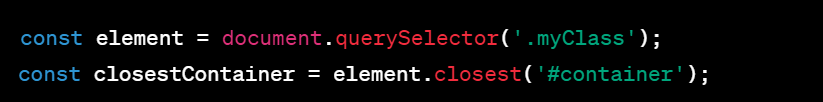 const element = document.querySelector('.myClass');
const closestContainer = element.closest('#container');